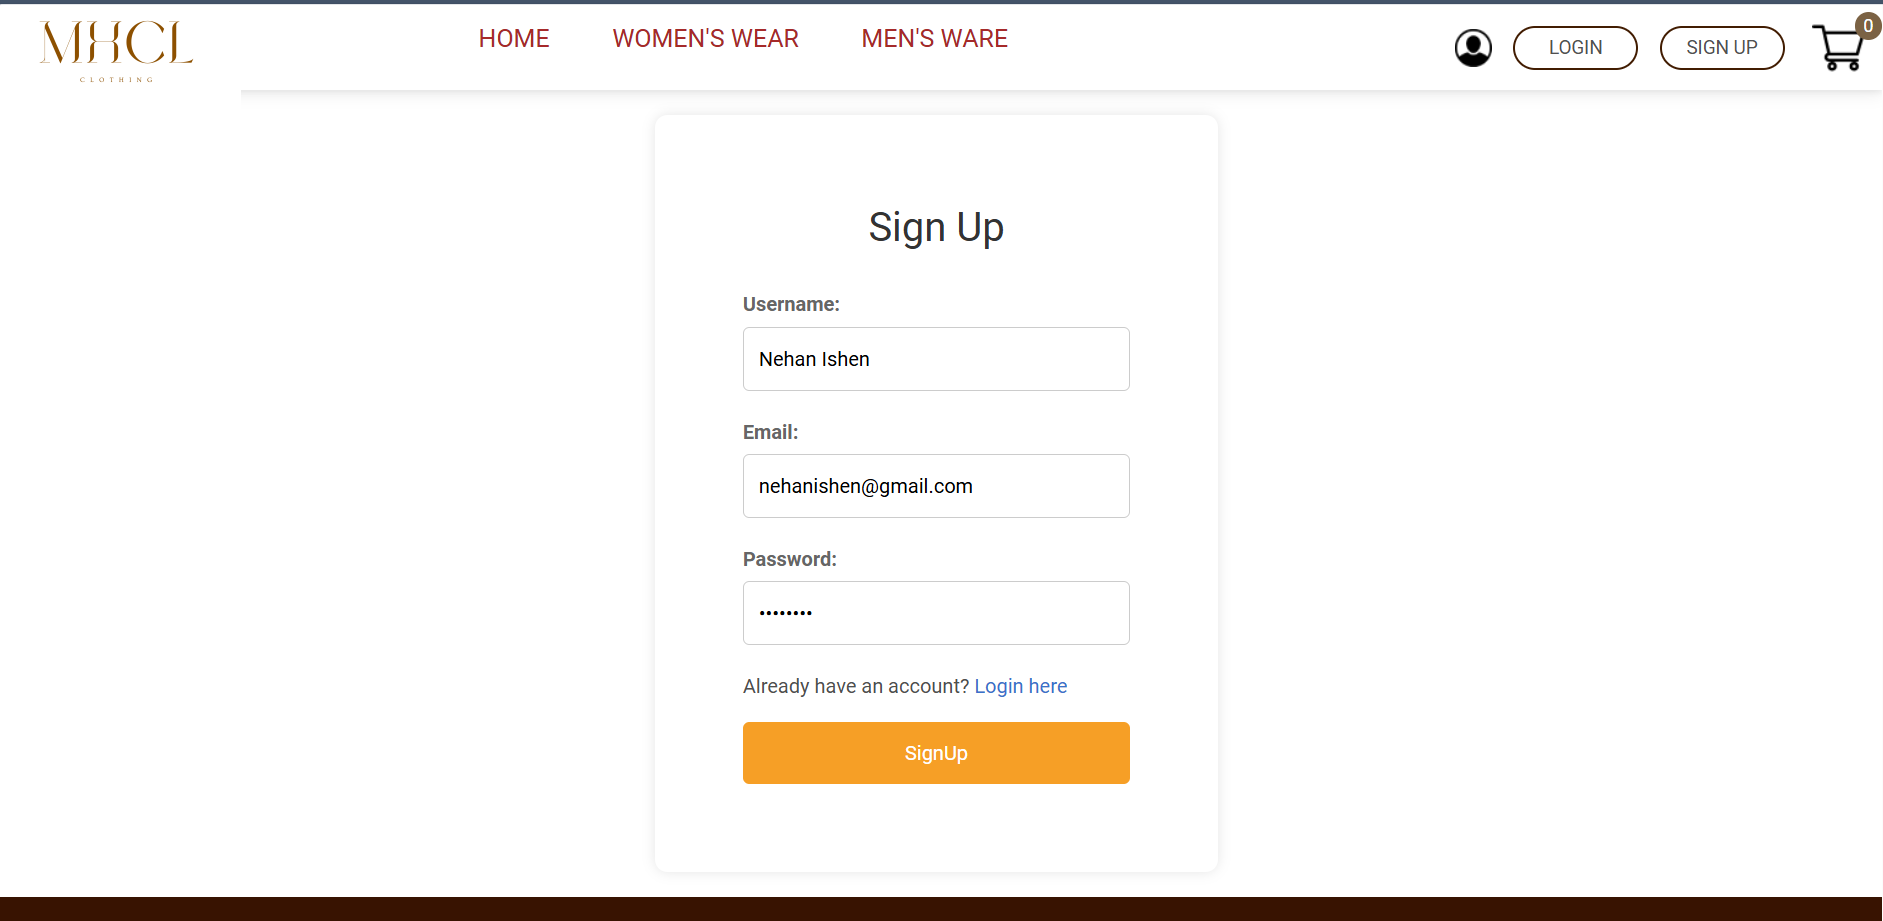 MHCL
CLOTHING
HOME WOMEN'S WEAR MEN'S WARE
LOGIN SIGN UP 0
Sign Up
Username:
Nehan Ishen
Email:
nehanishen@gmail.com
Password:
••••••••
Already have an account? Login here
SignUp